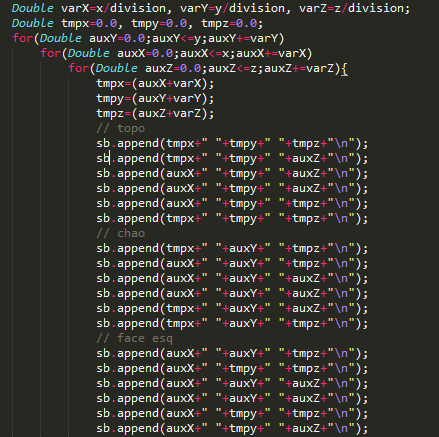 Double varX=x/division, varY=y/division, varZ=z/division;
Double tmpx=0.0, tmpy=0.0, tmpz=0.0;
for(Double auxY=0.0;auxY<=y;auxY+=varY)
for(Double auxX=0.0;auxX<=x;auxX+=varX)
for(Double auxZ=0.0;auxZ<=z;auxZ+=varZ){
tmpx=(auxX+varX);
tmpy=(auxY+varY);
tmpz=(auxZ+varZ);
// topo
sb.append(tmpx+" "+tmpy+" "+tmpz+"\n");
sb.append(tmpx+" "+tmpy+" "+auxZ+"\n");
sb.append(auxX+" "+tmpy+" "+auxZ+"\n");
sb.append(auxX+" "+tmpy+" "+auxZ+"\n");
sb.append(auxX+" "+tmpy+" "+tmpz+"\n");
sb.append(tmpx+" "+tmpy+" "+tmpz+"\n");
// chao
sb.append(tmpx+" "+auxY+" "+tmpz+"\n");
sb.append(auxX+" "+auxY+" "+tmpz+"\n");
sb.append(auxX+" "+auxY+" "+auxZ+"\n");
sb.append(auxX+" "+auxY+" "+auxZ+"\n");
sb.append(tmpx+" "+auxY+" "+auxZ+"\n");
sb.append(tmpx+" "+auxY+" "+tmpz+"\n");
// face esq
sb.append(auxX+" "+auxY+" "+tmpz+"\n");
sb.append(auxX+" "+tmpy+" "+tmpz+"\n");
sb.append(auxX+" "+auxY+" "+auxZ+"\n");
sb.append(auxX+" "+auxY+" "+auxZ+"\n");
sb.append(auxX+" "+tmpy+" "+tmpz+"\n");
sb.append(auxX+" "+tmpy+" "+auxZ+"\n");